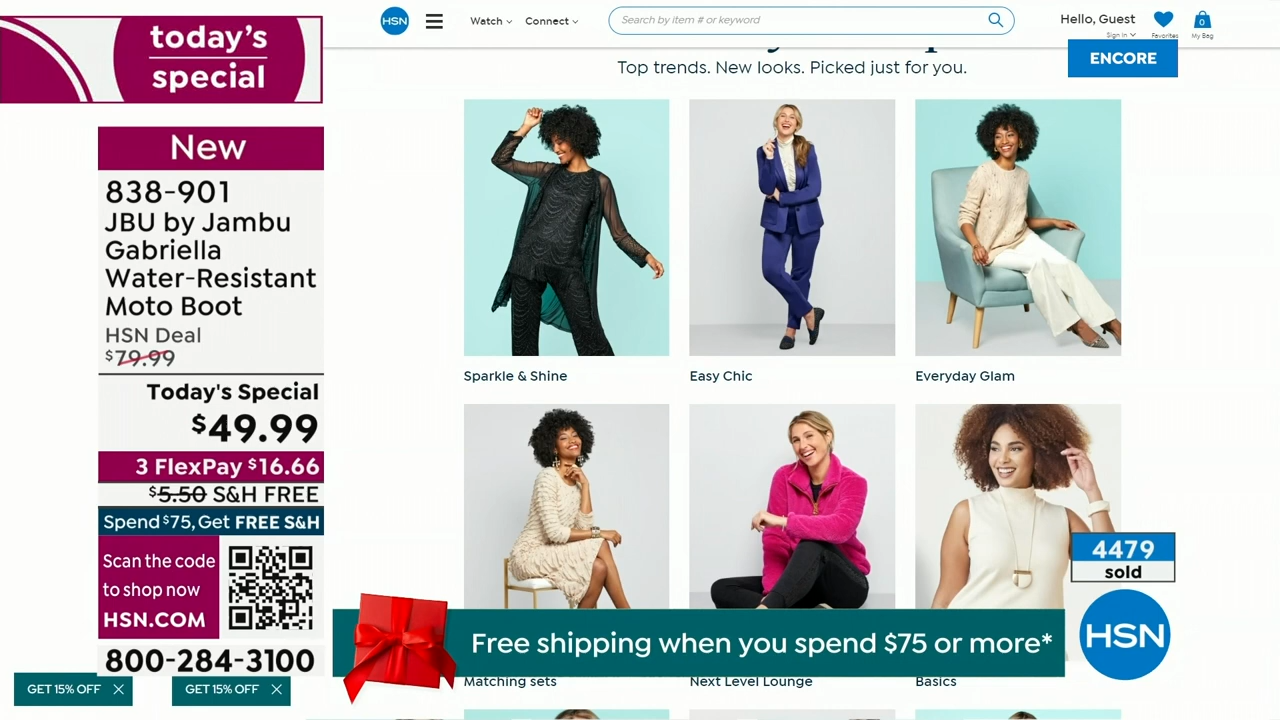 today's
special
New
838-901
JBU by Jambu
Gabriella
Water-Resistant
Moto Boot
HSN Deal
$79.99
Today's Special
$49.99
3 FlexPay $16.66
$5.50 S&H FREE
Spend $75, Get FREE S&H
Scan the code
to shop now
HSN.COM
800-284-3100
GET 15% OFF
GET 15% OFF
HSN
Watch
Connect
Search by item # or keyword
Hello, Guest
Sign In
Favorites
0
My Bag
ENCORE
Top trends. New looks. Picked just for you.
Sparkle & Shine
Easy Chic
Everyday Glam
4479
sold
Free shipping when you spend $75 or more*
HSN
Matching sets
Next Level Lounge
Basics